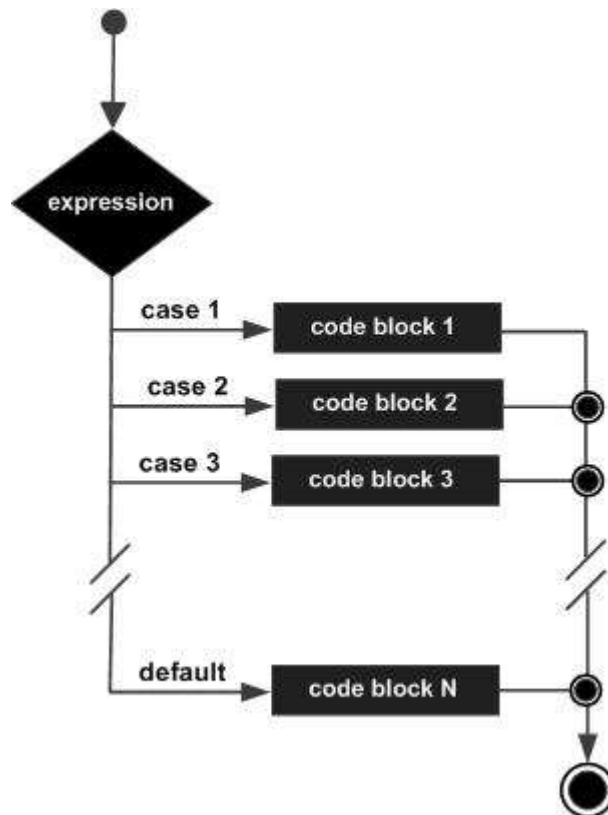 expression
case 1
code block 1
case 2
code block 2
case 3
code block 3
default
code block N